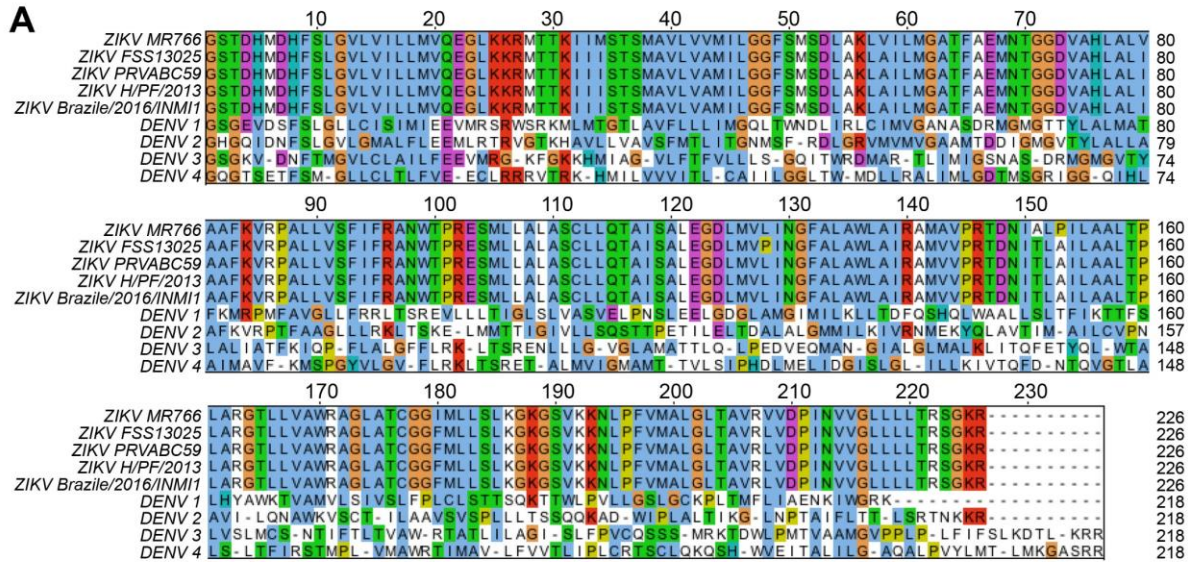 A
10 20 30 40 50 60 70
ZIKV MR766 GSTDHMDHFSLGVLVILLMVQEGLKKRMTTKIIMSTSMAVLVVMILGGFSMSDLAKLVILMGATFAEMNTGGDVAHLALV 80
ZIKV FSS13025 GSTDHMDHFSLGVLVILLMVQEGLKKRMTTKIIISTSMAVLVAMILGGFSMSDLAKLAILMGATFAEMNTGGDVAHLALI 80
ZIKV PRVABC59 GSTDHMDHFSLGVLVILLMVQEGLKKRMTTKIIISTSMAVLVAMILGGFSMSDLAKLAILMGATFAEMNTGGDVAHLALI 80
ZIKV H/PF/2013 GSTDHMDHFSLGVLVILLMVQEGLKKRMTTKIIISTSMAVLVAMILGGFSMSDLAKLAILMGATFAEMNTGGDVAHLALI 80
ZIKV Brazile/2016/INMI1 GSTDHMDHFSLGVLVILLMVQEGLKKRMTTKIIISTSMAVLVAMILGGFSMSDLAKLAILMGATFAEMNTGGDVAHLALI 80
DENV 1 GSGEVDSFSLGLLCISIMIEEVMRSRWSRKMLMTGTLAVFLLLIMGQLTWNDLIRLCIMVGANASDRMGMGTTYLALMAT 80
DENV 2 GHGQIDNFSLGVLGMALFLEEMLRTRVGTKHAVLLVAVSFMTLITGNMSF-RDLGRVMVMVGAAMTDDIGMGVTYLALLA 79
DENV 3 GSGKV-DNFTMGVLCLAILFEEVMRG-KFGKKHMIAG-VLFTFVLLLS-GQITWRDMAR-TLIMIGSNAS-DRMGMGVTY 74
DENV 4 GQGTSETFSM-GLLCLTLFVE-ECLRRRVTRK-HMILVVVITL-CAIILGGLTW-MDLLRALIMLGDTMSGRIGG-QIHL 74
90 100 110 120 130 140 150
ZIKV MR766 AAFKVRPALLVSFIFRANWTPRESMLLALASCLLQTAISALEGDLMVLINGFALAWLAIRAMVVPRTDNIALPILAALTP 160
ZIKV FSS13025 AAFKVRPALLVSFIFRANWTPRESMLLALASCLLQTAISALEGDLMVPINGFALAWLAIRAMVVPRTDNITLAILAALTP 160
ZIKV PRVABC59 AAFKVRPALLVSFIFRANWTPRESMLLALASCLLQTAISALEGDLMVLINGFALAWLAIRAMVVPRTDNITLAILAALTP 160
ZIKV H/PF/2013 AAFKVRPALLVSFIFRANWTPRESMLLALASCLLQTAISALEGDLMVLINGFALAWLAIRAMVVPRTDNITLAILAALTP 160
ZIKV Brazile/2016/INMI1 AAFKVRPALLVSFIFRANWTPRESMLLALASCLLQTAISALEGDLMVLINGFALAWLAIRAMVVPRTDNITLAILAALTP 160
DENV 1 FKMRPMFAVGLLFRRLTSREVLLLTIGLSLVASVELPNSLEELGDGLAMGIMILKLLTDFQSHQLWAALLSLTFIKTTFS 160
DENV 2 AFKVRPTFAAGLLLRKLTSKE-LMMTTIGIVLLSQSTTPETILELTDALALGMMILKIVRNMEKYQLAVTIM-AILCVPN 157
DENV 3 LALIATFKIQP-FLALGFFLRK-LTSRENLLLG-VGLAMATTLQ-LPEDVEQMAN-GIALGLMALKLITQFETYQL-WTA 148
DENV 4 AIMAVF-KMSPGYVLGV-FLRKLTSRET-ALMVIGMAMT-TVLSIPHDLMELIDGISLGL-ILLKIVTQFD-NTQVGTLA 148
170 180 190 200 210 220 230
ZIKV MR766 LARGTLLVAWRAGLATCGGIMLLSLKGKGSVKKNLPFVMALGLTAVRVVDPINVVGLLLLTRSGKR----------- 226
ZIKV FSS13025 LARGTLLVAWRAGLATCGGFMLLSLKGKGSVKKNLPFVMALGLTAVRLVDPINVVGLLLLTRSGKR----------- 226
ZIKV PRVABC59 LARGTLLVAWRAGLATCGGFMLLSLKGKGSVKKNLPFVMALGLTAVRLVDPINVVGLLLLTRSGKR----------- 226
ZIKV H/PF/2013 LARGTLLVAWRAGLATCGGFMLLSLKGKGSVKKNLPFVMALGLTAVRLVDPINVVGLLLLTRSGKR----------- 226
ZIKV Brazile/2016/INMI1 LARGTLLVAWRAGLATCGGFMLLSLKGKGSVKKNLPFVMALGLTAVRLVDPINVVGLLLLTRSGKR----------- 226
DENV 1 LHYAWKTVAMVLSIVSLFPLCLSTTSQKTTWLPVLLGSLGCKPLTMFLIAENKIWGRK------------------- 218
DENV 2 AVI-LQNAWKVSCT-ILAAVSVSPLLLTSSQQKAD-WIPLALTIKG-LNPTAIFLTT-LSRTNKKR----------- 218
DENV 3 LVSLMCS-NTIFTLTVAW-RTATLILAGI-SLFPVCQSSS-MRKTDWLPMTVAAMGVPPLP-LFIFSLKDTL-KRR 218
DENV 4 LS-LTFIRSTMPL-VMAWRTIMAV-LFVVTLIPLCRTSCLQKQSH-WVEITALILG-AQALPVYLMT-LMKGASRR 218